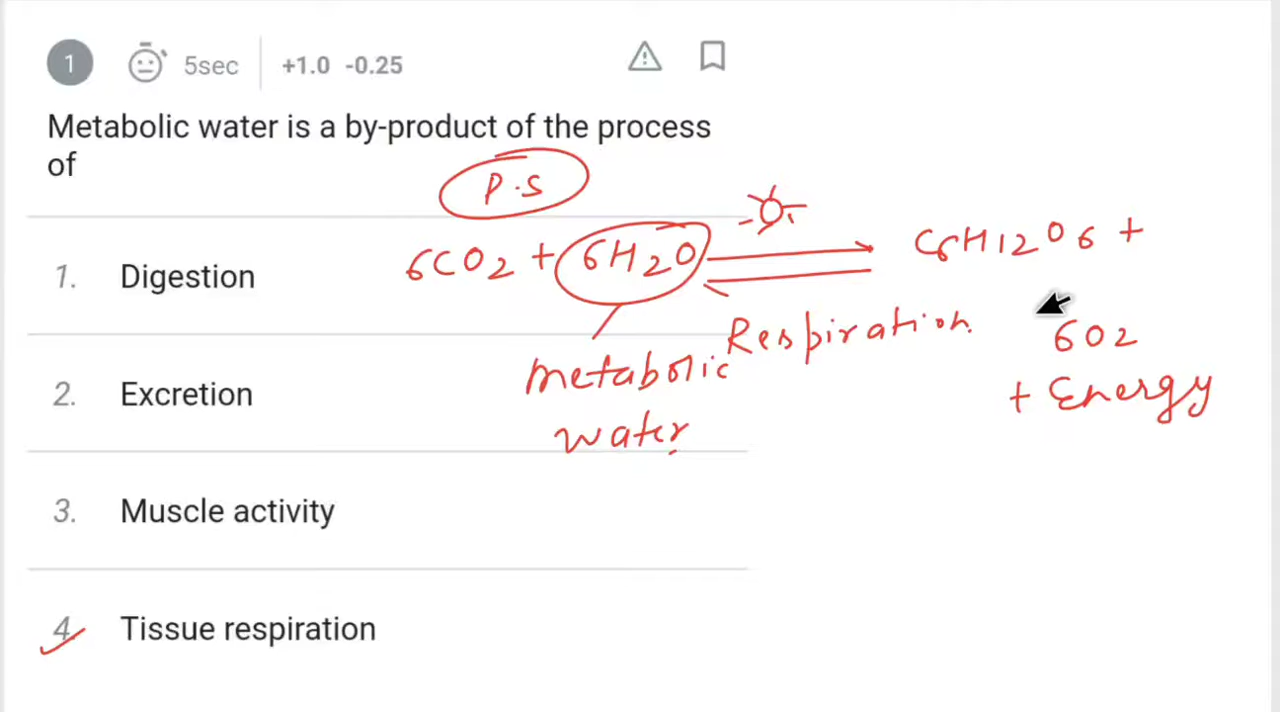 1 5sec +1.0 -0.25
Metabolic water is a by-product of the process
of
P.S
6CO2 + 6H2O C6H12O6 +
Respiration
6O2
+ Energy
metabolic
water
1. Digestion
2. Excretion
3. Muscle activity
4. Tissue respiration